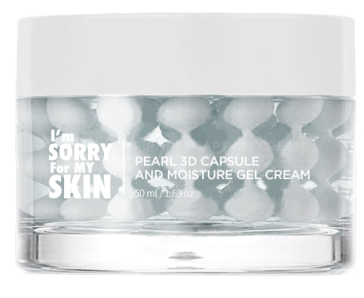 I'm
SORRY
For MY
SKIN
PEARL 3D CAPSULE
AND MOISTURE GEL CREAM
50 ml / 1.69 oz